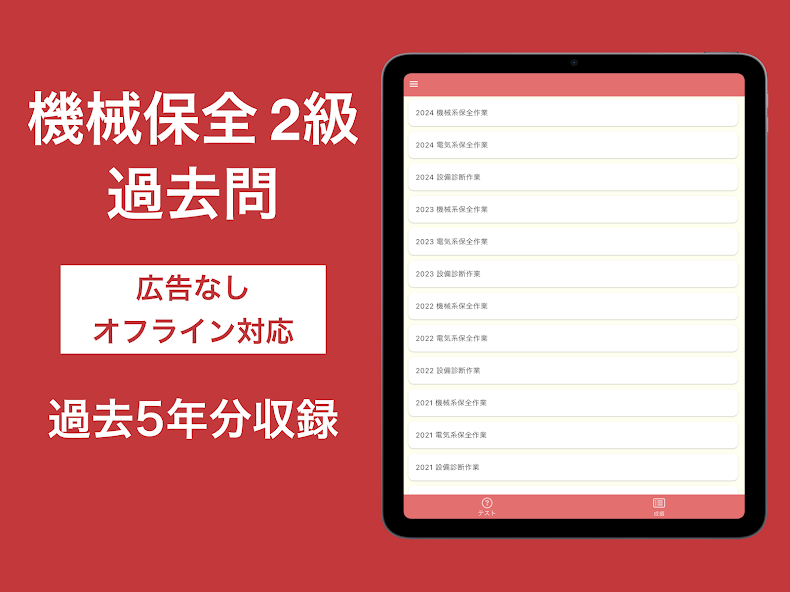 機械保全 2級
過去問
広告なし
オフライン対応
過去5年分収録
2024 機械系保全作業
2024 電気系保全作業
2024 設備診断作業
2023 機械系保全作業
2023 電気系保全作業
2023 設備診断作業
2022 機械系保全作業
2022 電気系保全作業
2022 設備診断作業
2021 機械系保全作業
2021 電気系保全作業
2021 設備診断作業
テスト
成績